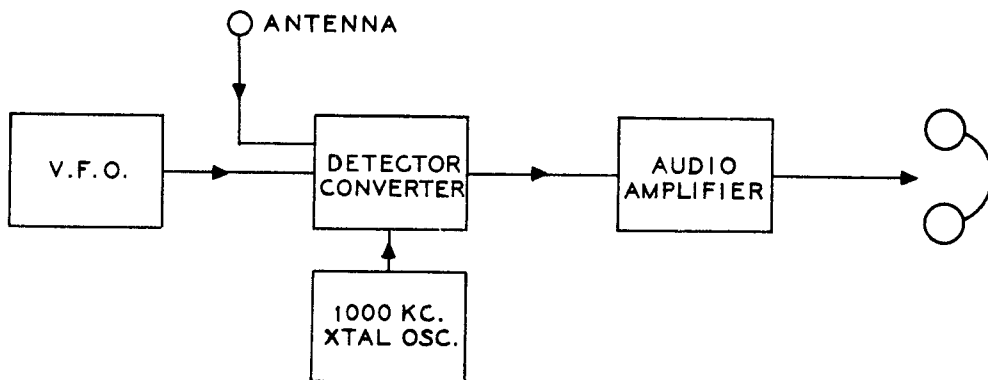 ANTENNA
V.F.O.
DETECTOR
CONVERTER
AUDIO
AMPLIFIER
1000 KC.
XTAL OSC.